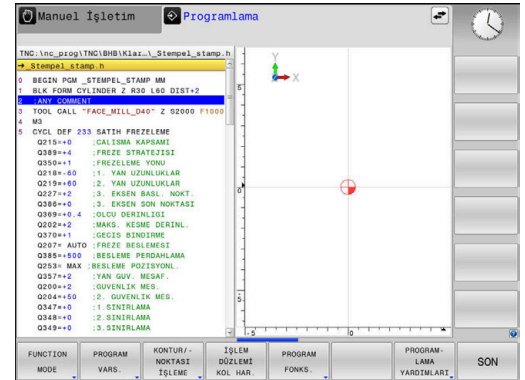 Manuel İşletim
Programlama
TNC:\nc_prog\TNC\BHB\Klar…\_Stempel_stamp.h
→_Stempel_stamp.h
0 BEGIN PGM _STEMPEL_STAMP MM
1 BLK FORM CYLINDER Z R30 L60 DIST+2
2 ;ANY COMMENT
3 TOOL CALL "FACE_MILL_D40" Z S2000 F1000
4 M3
5 CYCL DEF 233 SATIH FREZELEME
Q215=+0 ;CALISMA KAPSAMI
Q389=+4 ;FREZE STRATEJISI
Q350=+1 ;FREZELEME YONU
Q218=-60 ;1. YAN UZUNLUKLAR
Q219=+60 ;2. YAN UZUNLUKLAR
Q227=+2 ;3. EKSEN BASL. NOKT.
Q386=+0 ;3. EKSEN SON NOKTASI
Q369=+0.4 ;OLCU DERINLIGI
Q202=+2 ;MAKS. KESME DERINL.
Q370=+1 ;GECIS BINDIRME
Q207= AUTO ;FREZE BESLEMESI
Q385=+500 ;BESLEME PERDAHLAMA
Q253= MAX ;BESLEME POZISYONL.
Q357=+2 ;YAN GUV. MESAF.
Q200=+2 ;GUVENLIK MES.
Q204=+50 ;2. GUVENLIK MES.
Q347=+0 ;1.SINIRLAMA
Q348=+0 ;2.SINIRLAMA
Q349=+0 ;3.SINIRLAMA
Y
X
5
0
5
-5
0
FUNCTION MODE
PROGRAM VARS.
KONTUR/- NOKTASI İŞLEME
İŞLEM DÜZLEMİ KOL HAR.
PROGRAM FONKS.
PROGRAM- LAMA YARDIMLARI
SON